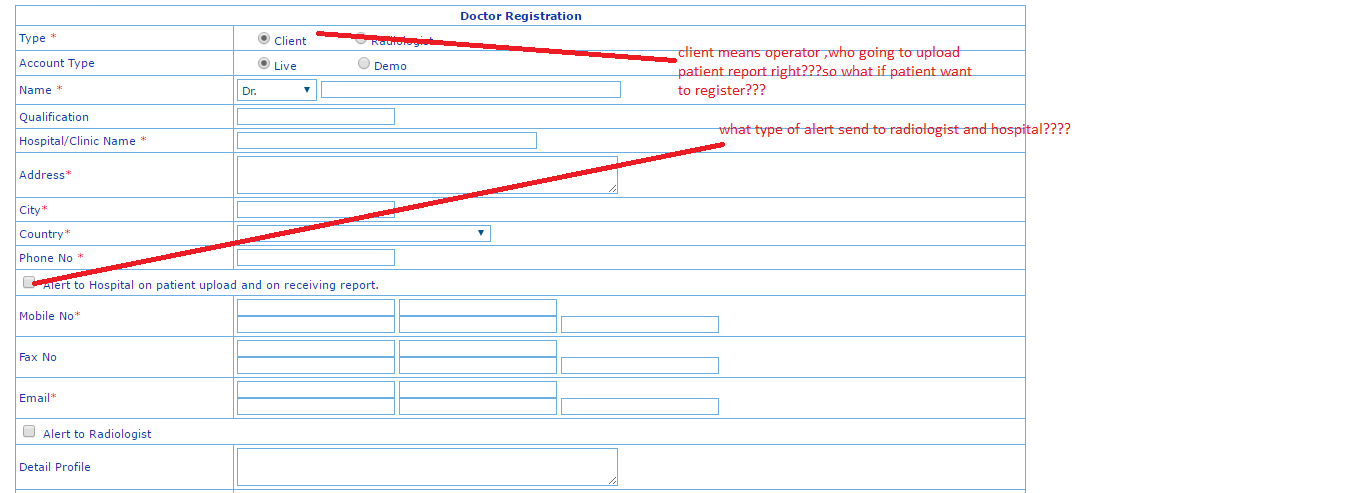 Doctor Registration
Type * Client Radiologist
client means operator ,who going to upload
patient report right???so what if patient want
to register???
Account Type Live Demo
Name * Dr.
Qualification
what type of alert send to radiologist and hospital????
Hospital/Clinic Name *
Address*
City*
Country*
Phone No *
Alert to Hospital on patient upload and on receiving report.
Mobile No*
Fax No
Email*
Alert to Radiologist
Detail Profile